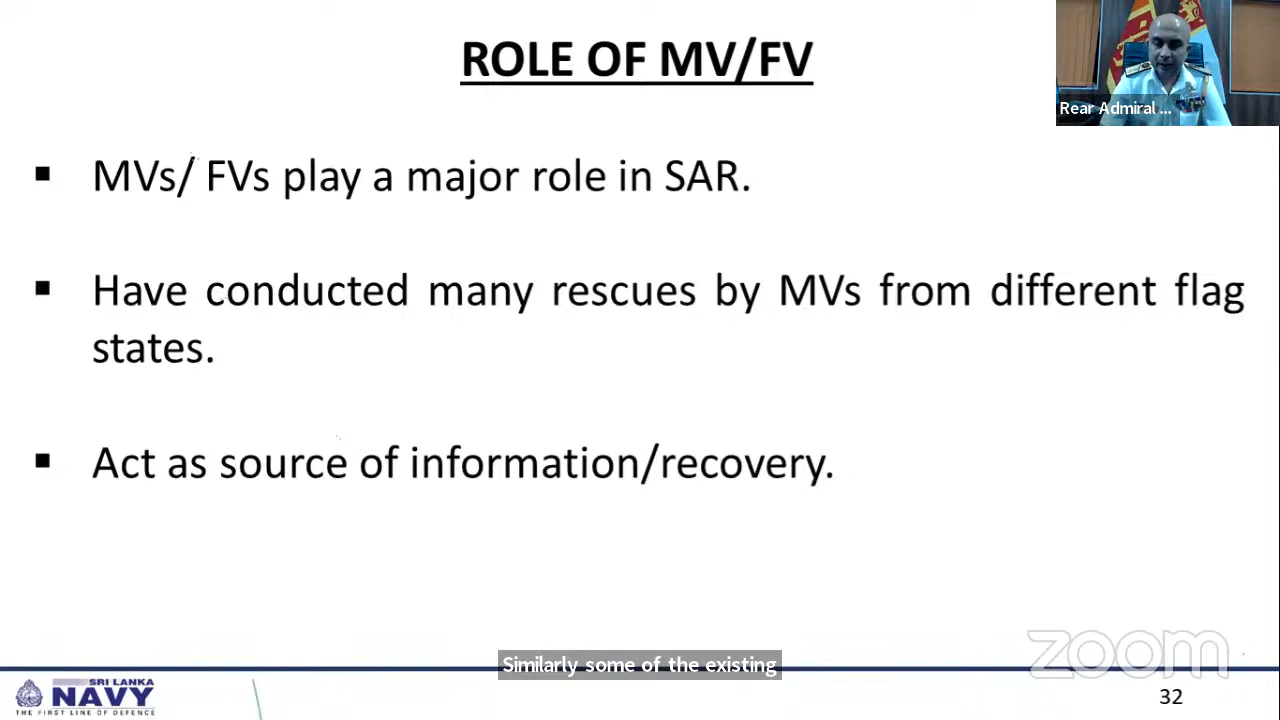 ROLE OF MV/FV
Rear Admiral ...
▪ MVs/ FVs play a major role in SAR.
▪ Have conducted many rescues by MVs from different flag
states.
▪ Act as source of information/recovery.
zoom
Similarly some of the existing
SRI LANKA
NAVY
THE FIRST LINE OF DEFENCE
32